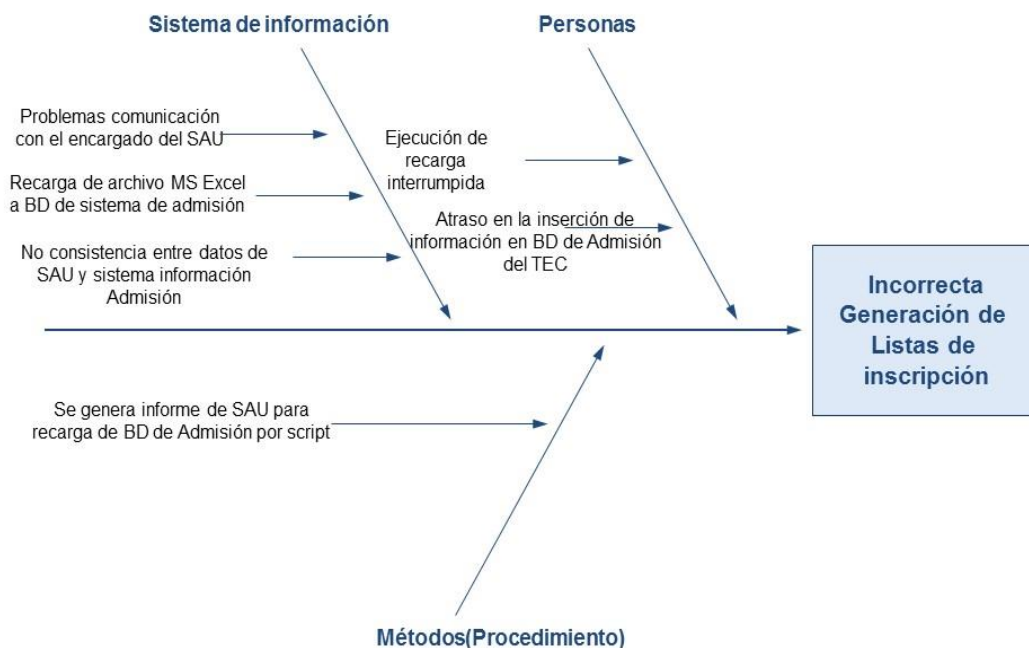 Sistema de información
Personas
Problemas comunicación
con el encargado del SAU
Recarga de archivo MS Excel
a BD de sistema de admisión
No consistencia entre datos de
SAU y sistema información
Admisión
Ejecución de
recarga
interrumpida
Atraso en la inserción de
información en BD de Admisión
del TEC
Incorrecta
Generación de
Listas de
inscripción
Se genera informe de SAU para
recarga de BD de Admisión por script
Métodos(Procedimiento)